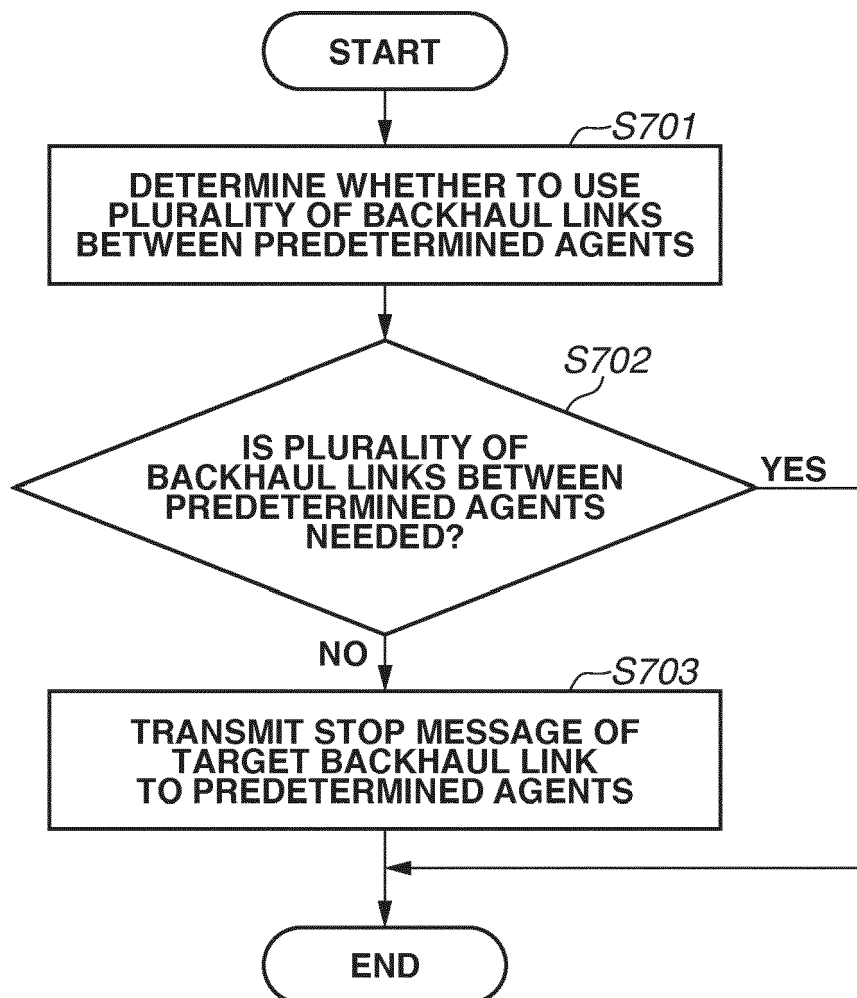 START
S701
DETERMINE WHETHER TO USE
PLURALITY OF BACKHAUL LINKS
BETWEEN PREDETERMINED AGENTS
S702
IS PLURALITY OF
BACKHAUL LINKS BETWEEN
PREDETERMINED AGENTS
NEEDED?
YES
NO
S703
TRANSMIT STOP MESSAGE OF
TARGET BACKHAUL LINK
TO PREDETERMINED AGENTS
END